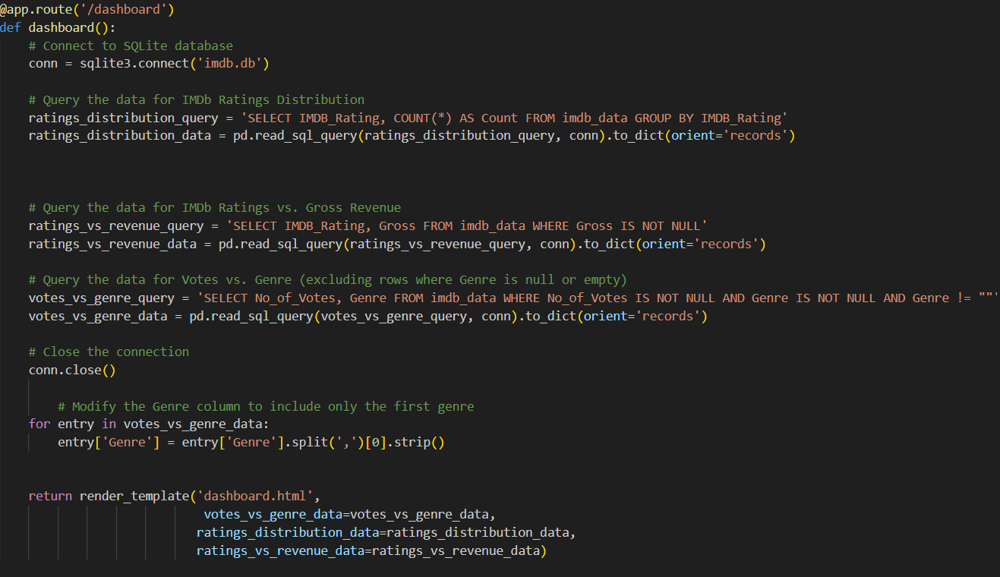 @app.route('/dashboard')
def dashboard():
    # Connect to SQLite database
    conn = sqlite3.connect('imdb.db')

    # Query the data for IMDb Ratings Distribution
    ratings_distribution_query = 'SELECT IMDB_Rating, COUNT(*) AS Count FROM imdb_data GROUP BY IMDB_Rating'
    ratings_distribution_data = pd.read_sql_query(ratings_distribution_query, conn).to_dict(orient='records')

    # Query the data for IMDb Ratings vs. Gross Revenue
    ratings_vs_revenue_query = 'SELECT IMDB_Rating, Gross FROM imdb_data WHERE Gross IS NOT NULL'
    ratings_vs_revenue_data = pd.read_sql_query(ratings_vs_revenue_query, conn).to_dict(orient='records')

    # Query the data for Votes vs. Genre (excluding rows where Genre is null or empty)
    votes_vs_genre_query = 'SELECT No_of_Votes, Genre FROM imdb_data WHERE No_of_Votes IS NOT NULL AND Genre IS NOT NULL AND Genre != ""'
    votes_vs_genre_data = pd.read_sql_query(votes_vs_genre_query, conn).to_dict(orient='records')

    # Close the connection
    conn.close()

        # Modify the Genre column to include only the first genre
    for entry in votes_vs_genre_data:
        entry['Genre'] = entry['Genre'].split(',')[0].strip()

    return render_template('dashboard.html',
                            votes_vs_genre_data=votes_vs_genre_data,
                           ratings_distribution_data=ratings_distribution_data,
                           ratings_vs_revenue_data=ratings_vs_revenue_data)